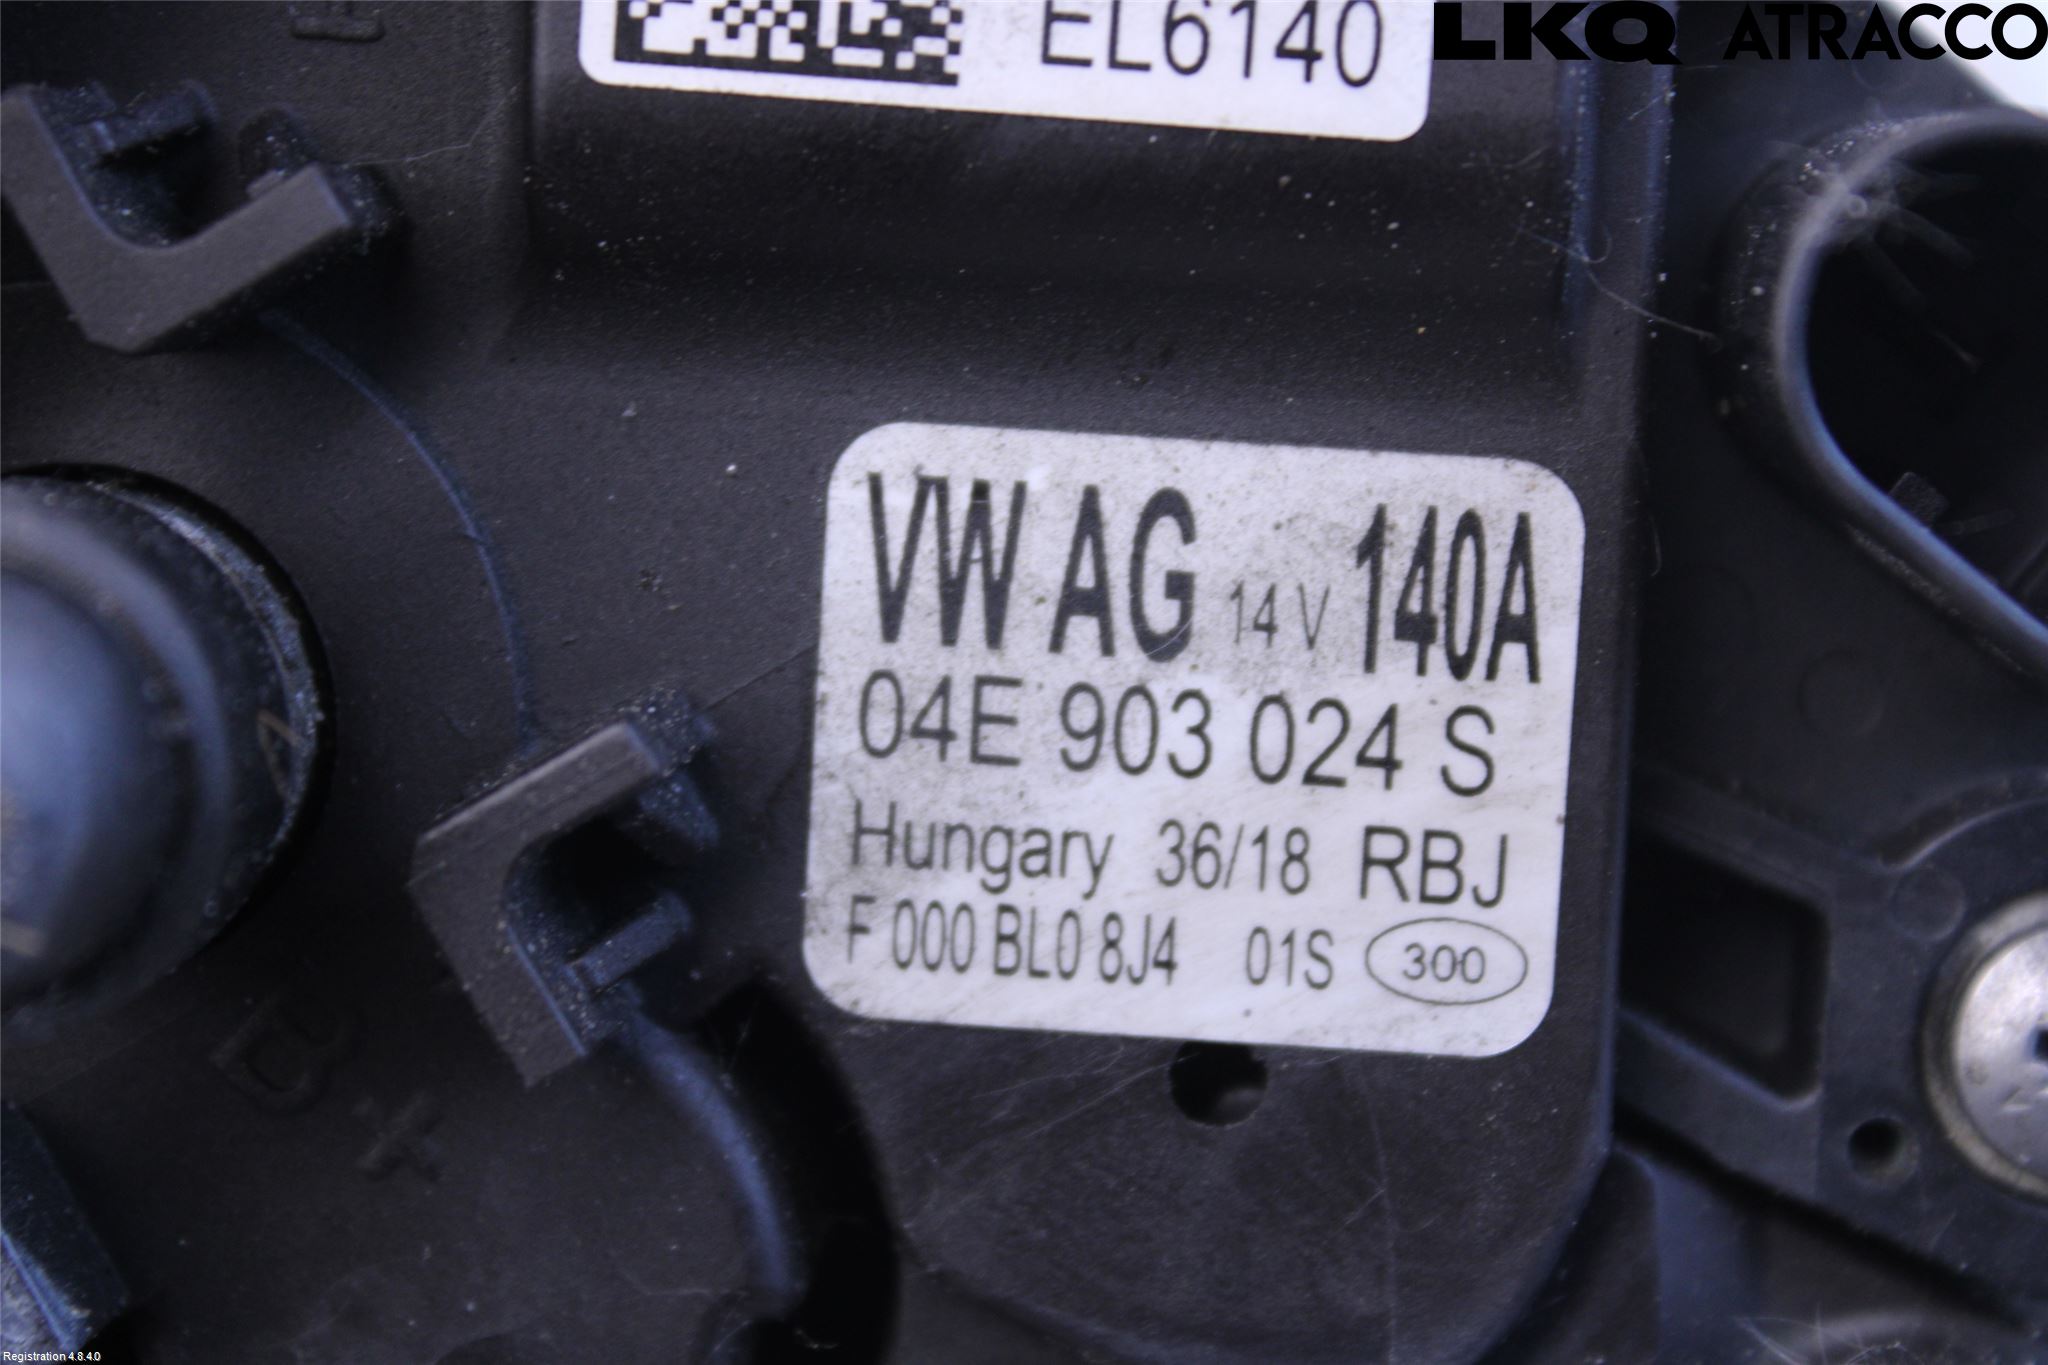 EL6140
LKQ ATRACCO
VW AG 14 V 140A
04E 903 024 S
Hungary 36/18 RBJ
F 000 BL0 8J4 01S 300
B+
Registration 4.8.4.0